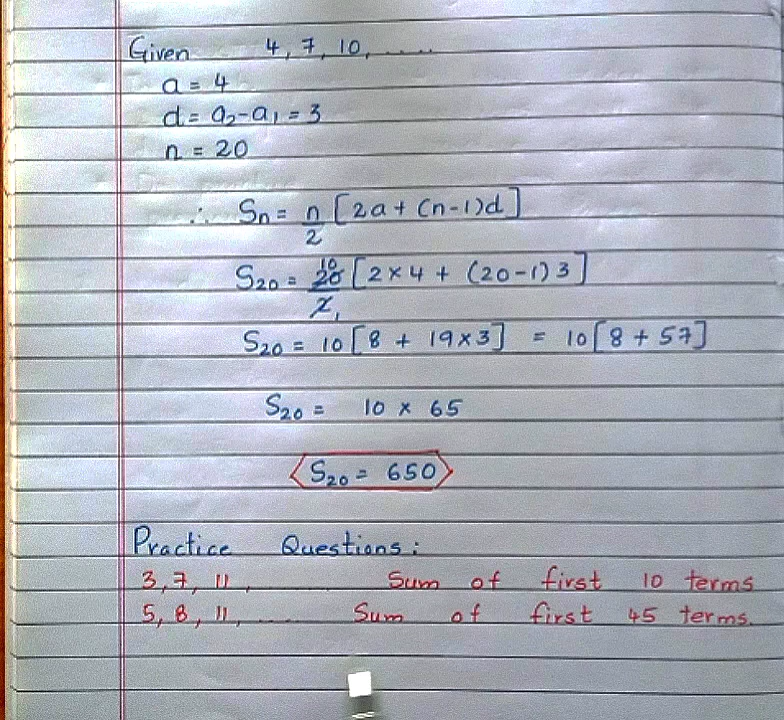 Given 4, 7, 10, .....
a = 4
d = a₂-a₁ = 3
n = 20
∴ Sn = n/2 [2a + (n-1)d]
S₂₀ = 20/2 [2×4 + (20-1)3] 10 1
S₂₀ = 10[8 + 19×3] = 10[8 + 57]
S₂₀ = 10 × 65
S₂₀ = 650
Practice Questions:
3, 7, 11, ......... Sum of first 10 terms
5, 8, 11, ..... Sum of first 45 terms.